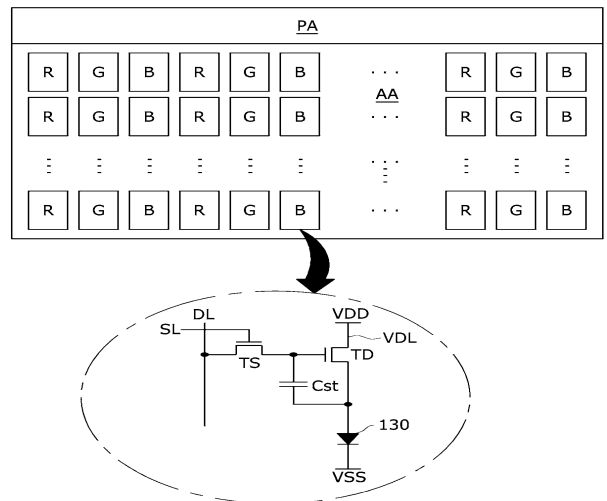 PA
R G B R G B . . . R G B
AA
R G B R G B . . . R G B
R G B R G B . . . R G B
DL
VDD
SL
VDL
TD
TS
Cst
130
VSS